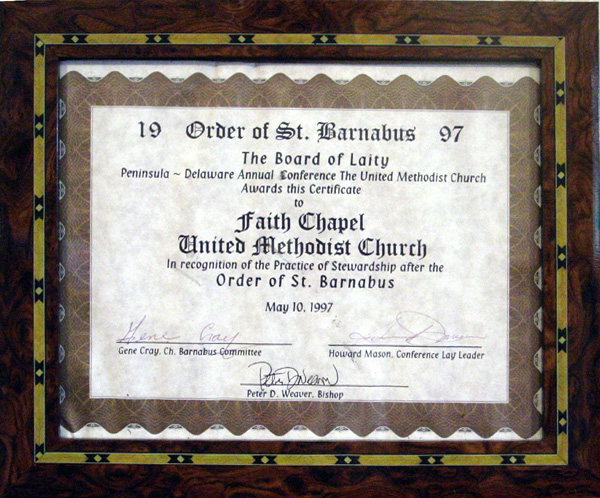 19 Order of St. Barnabus 97
The Board of Laity
Peninsula ~ Delaware Annual Conference The United Methodist Church
Awards this Certificate
to
Faith Chapel
United Methodist Church
In recognition of the Practice of Stewardship after the
Order of St. Barnabus
May 10, 1997
Gene Cray
Gene Cray, Ch. Barnabus Committee
Howard Mason, Conference Lay Leader
Peter D. Weaver
Peter D. Weaver, Bishop